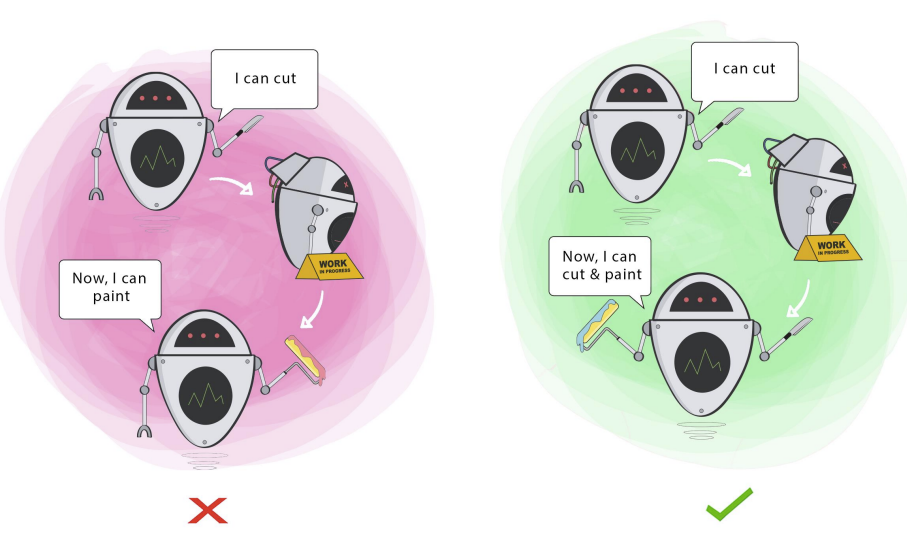 I can cut
WORK
IN PROGRESS
Now, I can
paint
I can cut
WORK
IN PROGRESS
Now, I can
cut & paint